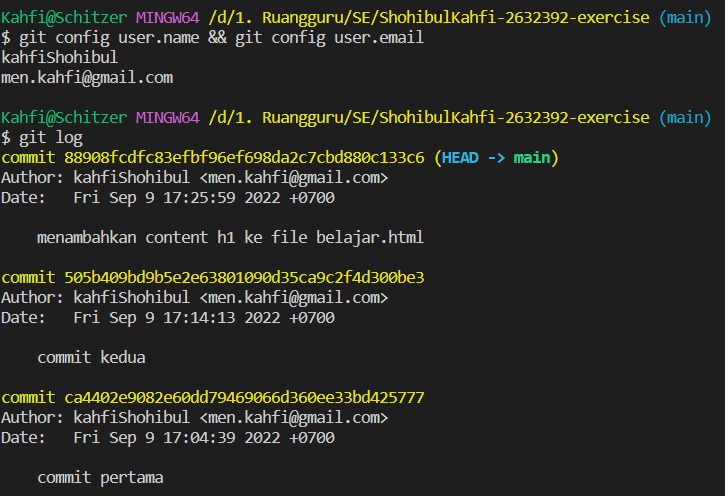 Kahfi@Schitzer MINGW64 /d/1. Ruangguru/SE/ShohibulKahfi-2632392-exercise (main)
$ git config user.name && git config user.email
kahfiShohibul
men.kahfi@gmail.com
Kahfi@Schitzer MINGW64 /d/1. Ruangguru/SE/ShohibulKahfi-2632392-exercise (main)
$ git log
commit 88908fcdfc83efbf96ef698da2c7cbd880c133c6 (HEAD -> main)
Author: kahfiShohibul <men.kahfi@gmail.com>
Date:   Fri Sep 9 17:25:59 2022 +0700
    menambahkan content h1 ke file belajar.html
commit 505b409bd9b5e2e63801090d35ca9c2f4d300be3
Author: kahfiShohibul <men.kahfi@gmail.com>
Date:   Fri Sep 9 17:14:13 2022 +0700
    commit kedua
commit ca4402e9082e60dd79469066d360ee33bd425777
Author: kahfiShohibul <men.kahfi@gmail.com>
Date:   Fri Sep 9 17:04:39 2022 +0700
    commit pertama